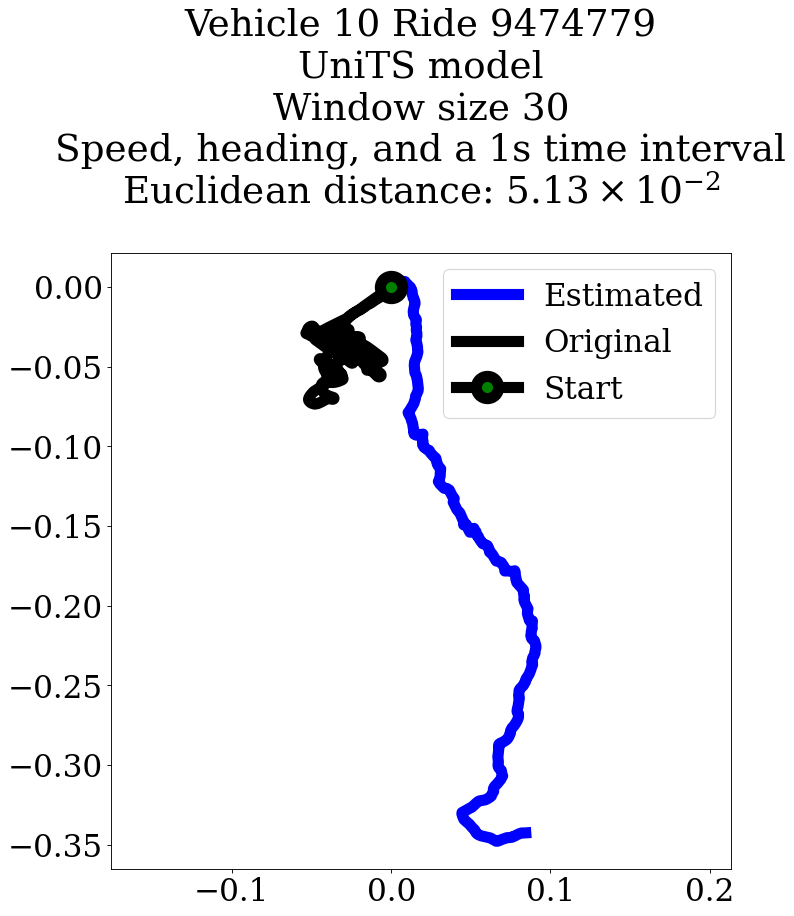 Vehicle 10 Ride 9474779
UniTS model
Window size 30
Speed, heading, and a 1s time interval
Euclidean distance: 5.13 × 10⁻²
Estimated
Original
Start
0.00
−0.05
−0.10
−0.15
−0.20
−0.25
−0.30
−0.35
−0.1 0.0 0.1 0.2